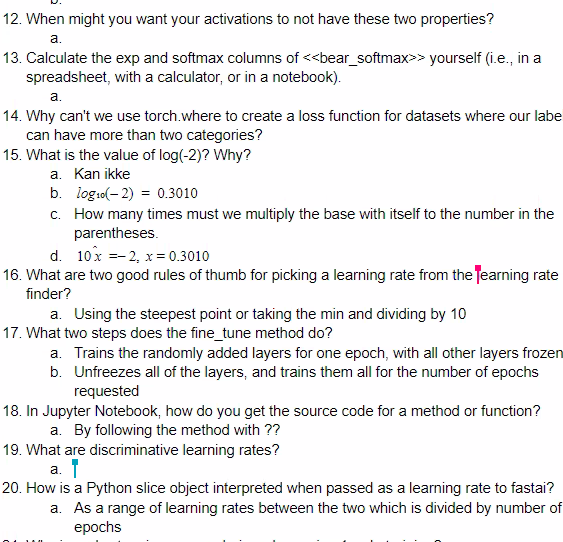 12. When might you want your activations to not have these two properties?
a.
13. Calculate the exp and softmax columns of <<bear_softmax>> yourself (i.e., in a
spreadsheet, with a calculator, or in a notebook).
a.
14. Why can't we use torch.where to create a loss function for datasets where our labe
can have more than two categories?
15. What is the value of log(-2)? Why?
a. Kan ikke
b. log₁₀(− 2) = 0.3010
c. How many times must we multiply the base with itself to the number in the
parentheses.
d. 10^x =− 2, x = 0.3010
16. What are two good rules of thumb for picking a learning rate from the learning rate
finder?
a. Using the steepest point or taking the min and dividing by 10
17. What two steps does the fine_tune method do?
a. Trains the randomly added layers for one epoch, with all other layers frozen
b. Unfreezes all of the layers, and trains them all for the number of epochs
requested
18. In Jupyter Notebook, how do you get the source code for a method or function?
a. By following the method with ??
19. What are discriminative learning rates?
a.
20. How is a Python slice object interpreted when passed as a learning rate to fastai?
a. As a range of learning rates between the two which is divided by number of
epochs